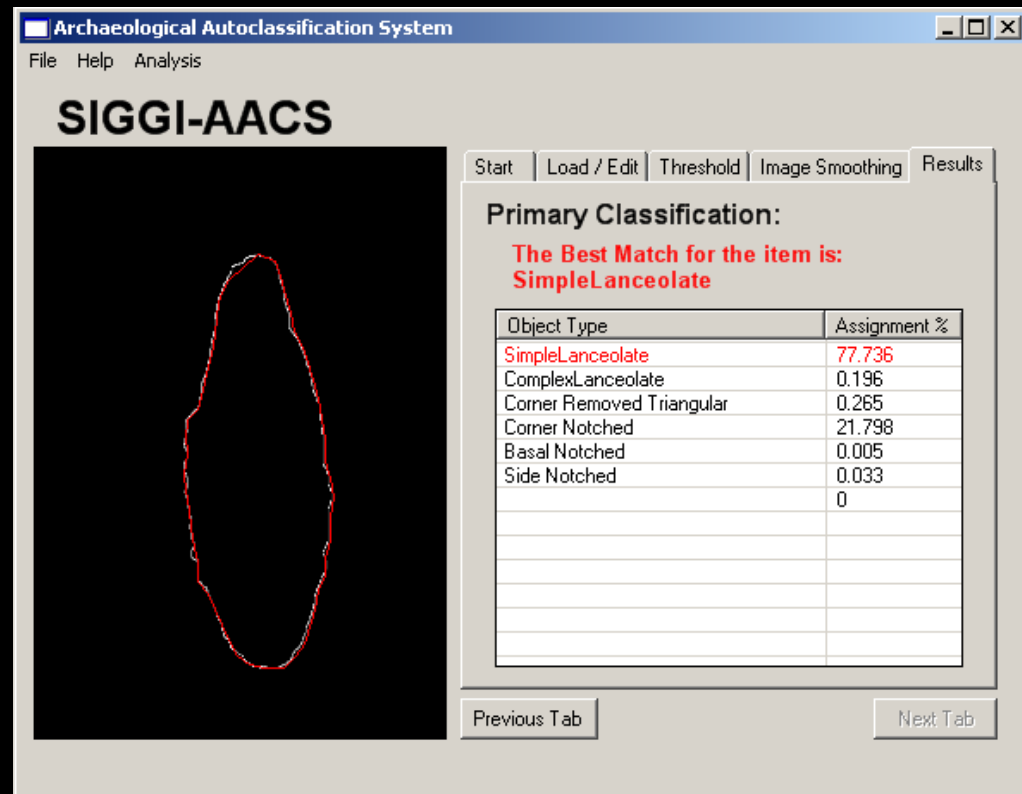 Archaeological Autoclassification System
File Help Analysis
SIGGI-AACS
Start Load / Edit Threshold Image Smoothing Results
Primary Classification:
The Best Match for the item is:
SimpleLanceolate
Object Type Assignment %
SimpleLanceolate 77.736
ComplexLanceolate 0.196
Corner Removed Triangular 0.265
Corner Notched 21.798
Basal Notched 0.005
Side Notched 0.033
0
Previous Tab Next Tab